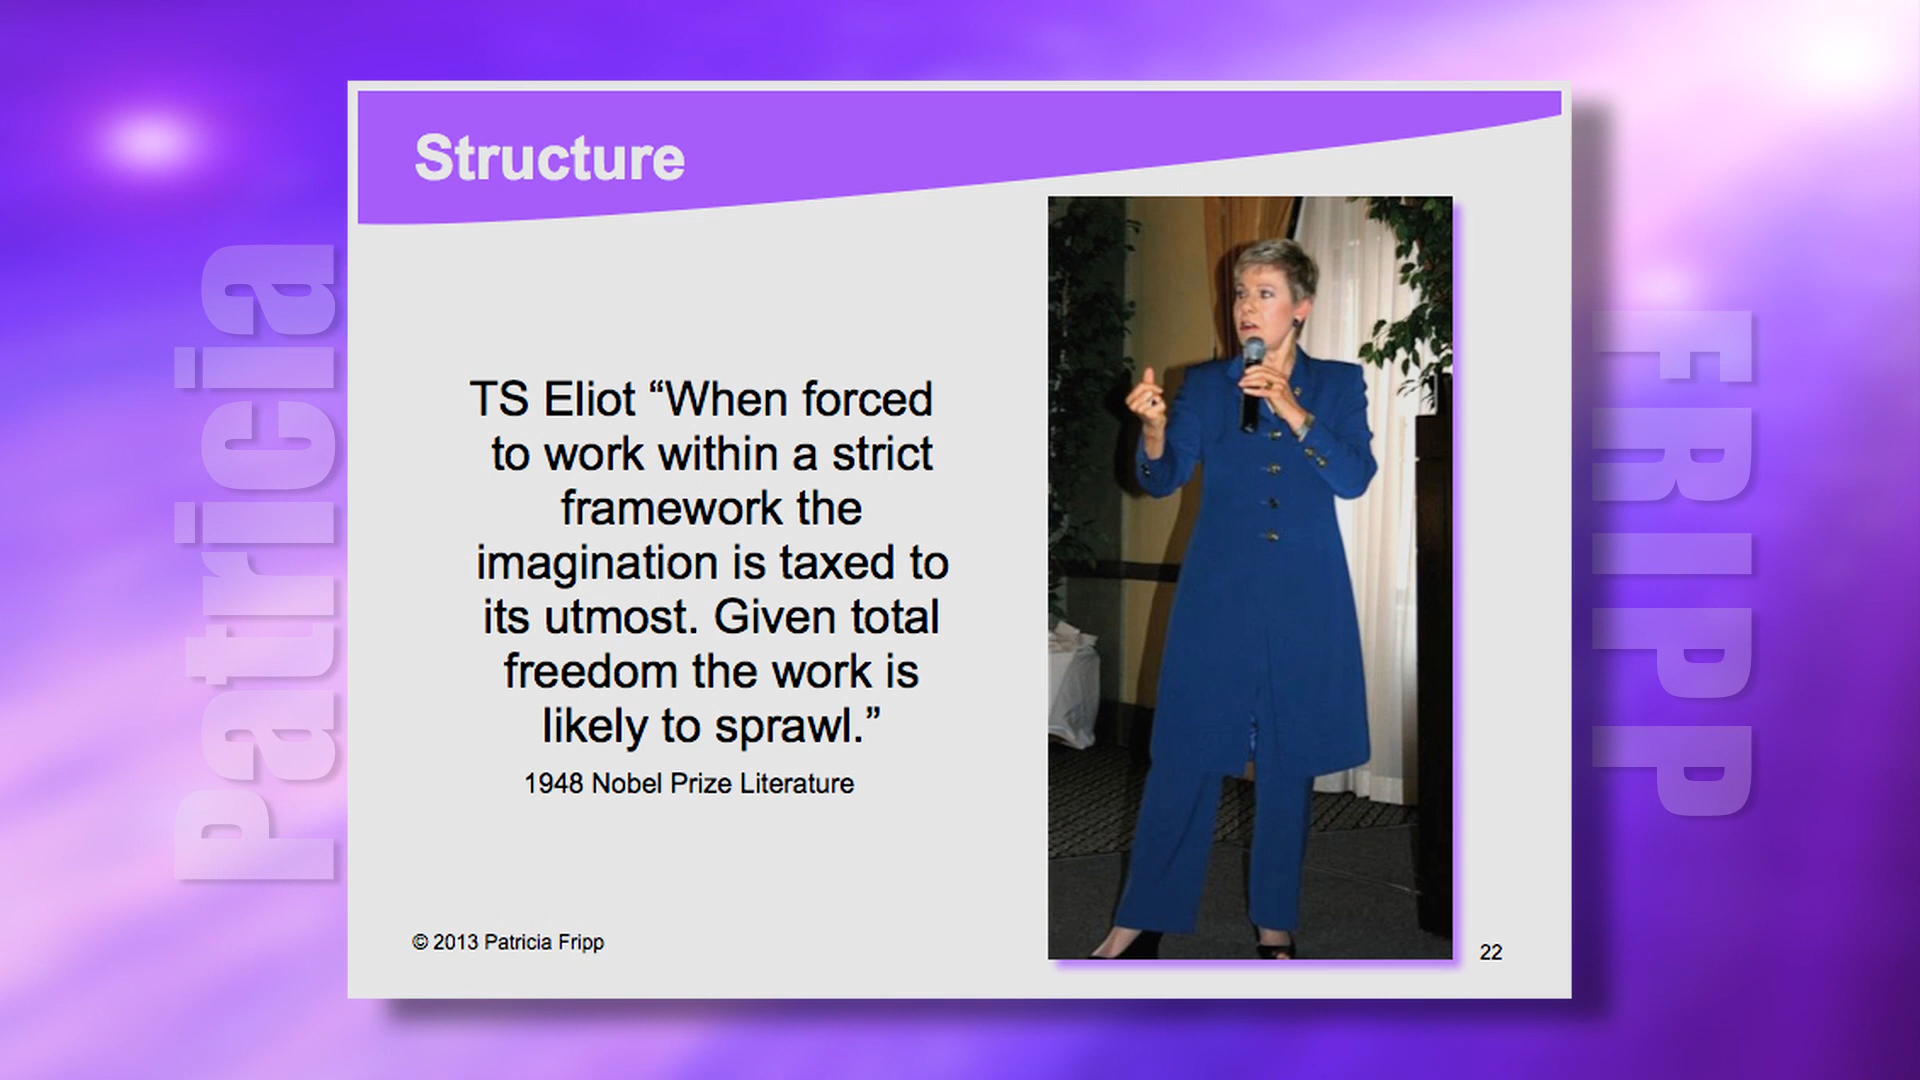 Structure
TS Eliot “When forced
to work within a strict
framework the
imagination is taxed to
its utmost. Given total
freedom the work is
likely to sprawl.”
1948 Nobel Prize Literature
© 2013 Patricia Fripp
22
Patricia
FRIPP